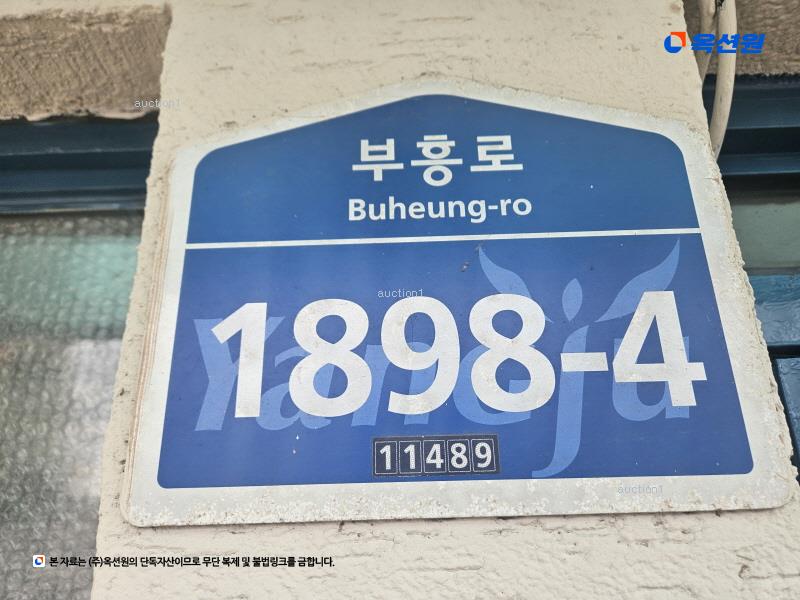 옥션원
auction1
부흥로
Buheung-ro
auction1
Yangju
1898-4
11489
auction1
본 자료는 (주)옥션원의 단독자산이므로 무단 복제 및 불법링크를 금합니다.